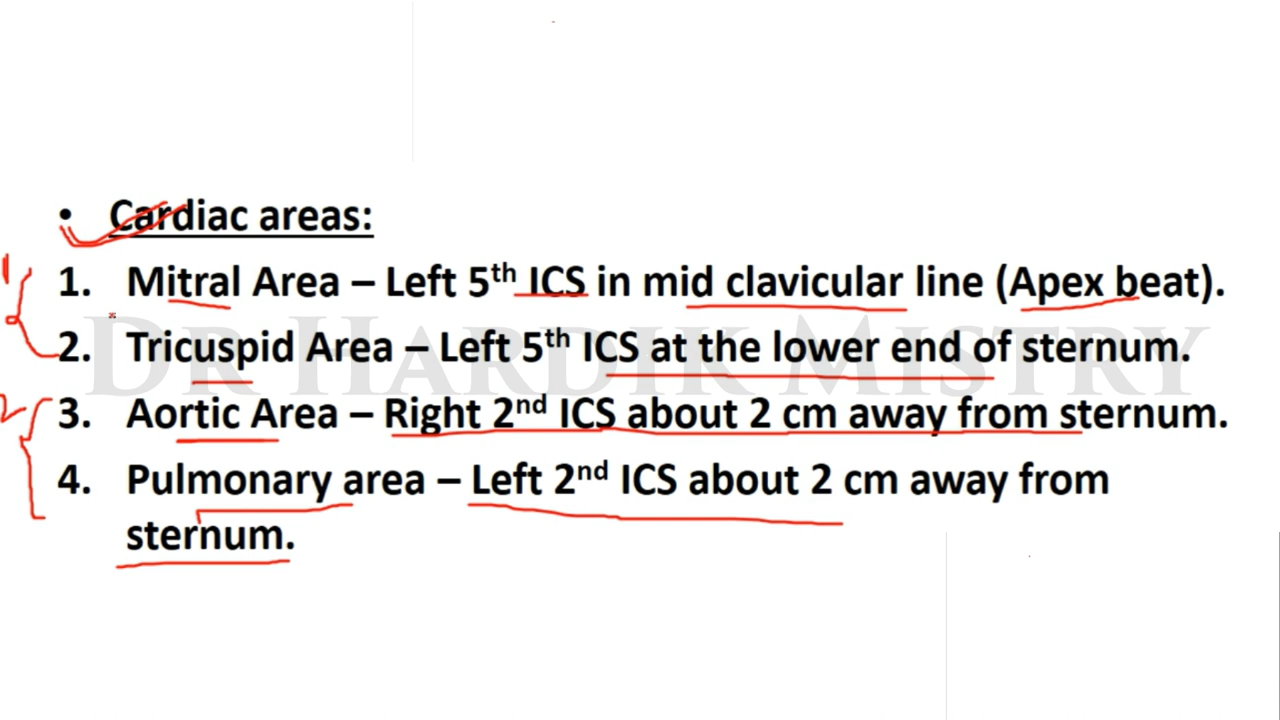 • Cardiac areas:
1
1. Mitral Area – Left 5th ICS in mid clavicular line (Apex beat).
2. Tricuspid Area – Left 5th ICS at the lower end of sternum.
2
3. Aortic Area – Right 2nd ICS about 2 cm away from sternum.
4. Pulmonary area – Left 2nd ICS about 2 cm away from
sternum.
DR HARDIK MISTRY